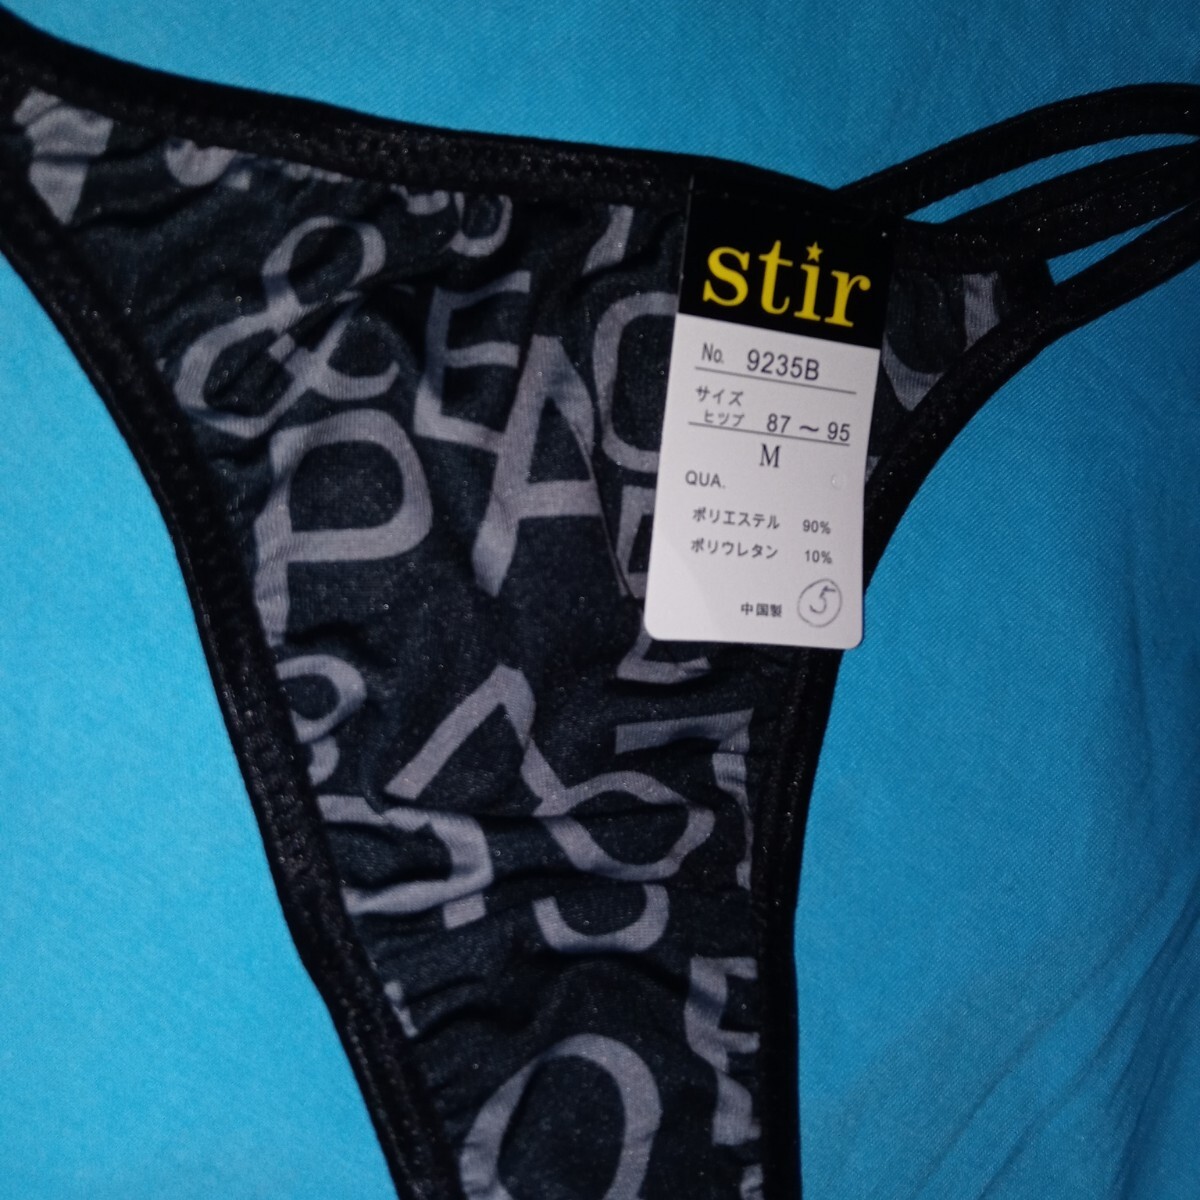 stir
No. 9235B
サイズ
ヒップ 87～95
M
QUA.
ポリエステル 90%
ポリウレタン 10%
中国製 5
&
P
EACE